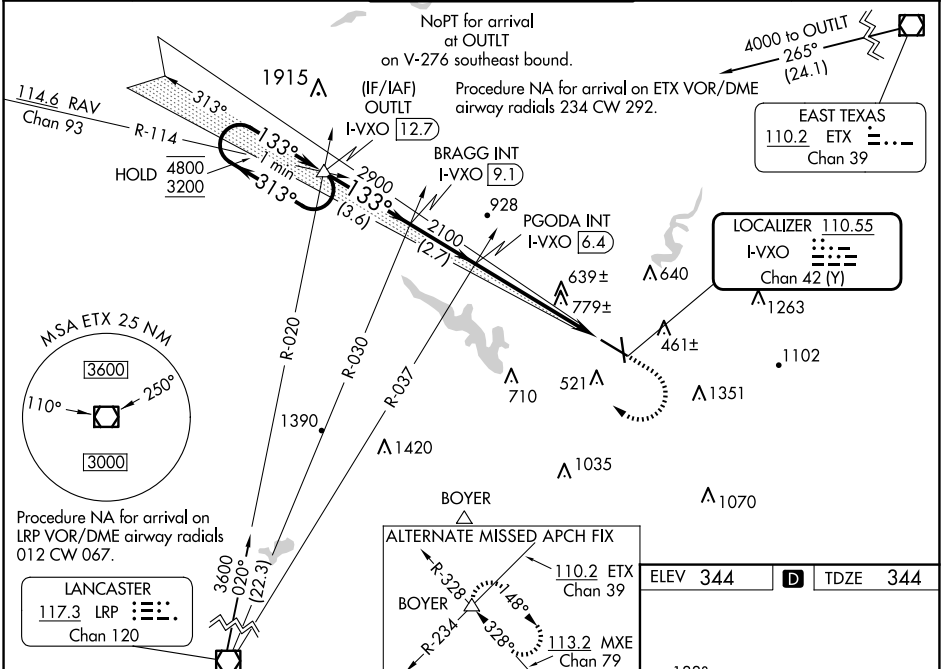 NoPT for arrival
at OUTLT
on V-276 southeast bound.
4000 to OUTLT
265°
(24.1)
1915
313°
(IF/IAF)
OUTLT
I-VXO 12.7
Procedure NA for arrival on ETX VOR/DME
airway radials 234 CW 292.
114.6 RAV
Chan 93
R-114
EAST TEXAS
110.2 ETX
Chan 39
133°
1 min
BRAGG INT
I-VXO 9.1
HOLD 4800
3200
313°
133°
2900
(3.6)
928
2100
(2.7)
PGODA INT
I-VXO 6.4
LOCALIZER 110.55
I-VXO
Chan 42 (Y)
639±
640
779±
1263
461±
1102
MSA ETX 25 NM
3600
110°
250°
3000
R-020
R-030
R-037
710
521
1351
1390
1420
1035
1070
Procedure NA for arrival on
LRP VOR/DME airway radials
012 CW 067.
BOYER
ALTERNATE MISSED APCH FIX
110.2 ETX
Chan 39
R-328
148°
BOYER
328°
R-234
113.2 MXE
Chan 79
3600
020°
(22.3)
LANCASTER
117.3 LRP
Chan 120
ELEV 344
D
TDZE 344